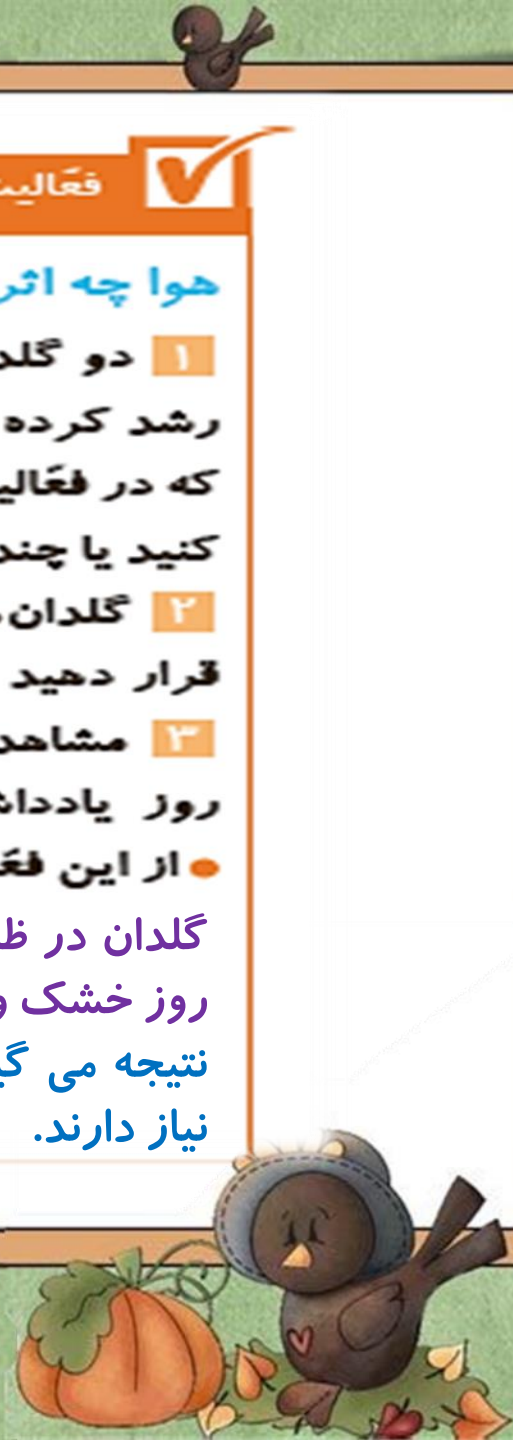 فعّالیت
هوا چه اثر
۱ دو گلد
رشد کرده
که در فعّالی
کنید یا چند
۲ گلدان
قرار دهید
۳ مشاهد
روز یادداش
● از این فعّ
گلدان در ظ
روز خشک و
نتیجه می گی
نیاز دارند.